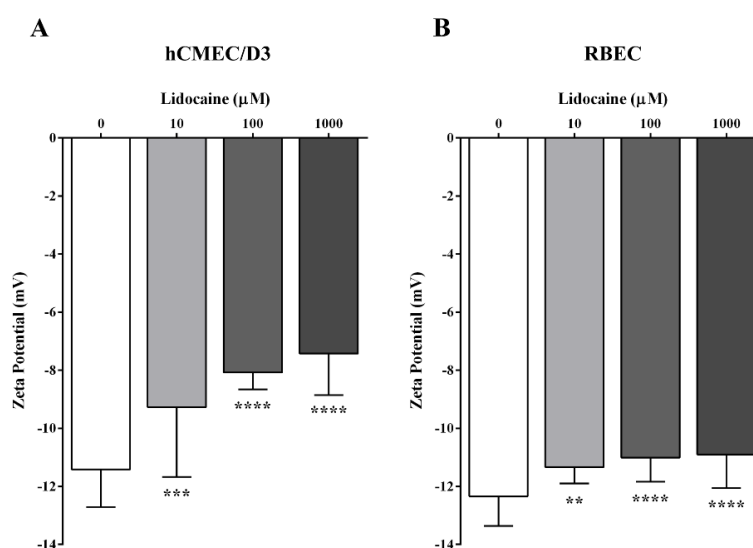 A
hCMEC/D3
Lidocaine (μM)
0 10 100 1000
0
-2
-4
-6
-8
-10
-12
-14
Zeta Potential (mV)
***
****
****
B
RBEC
Lidocaine (μM)
0 10 100 1000
0
-2
-4
-6
-8
-10
-12
-14
Zeta Potential (mV)
**
****
****